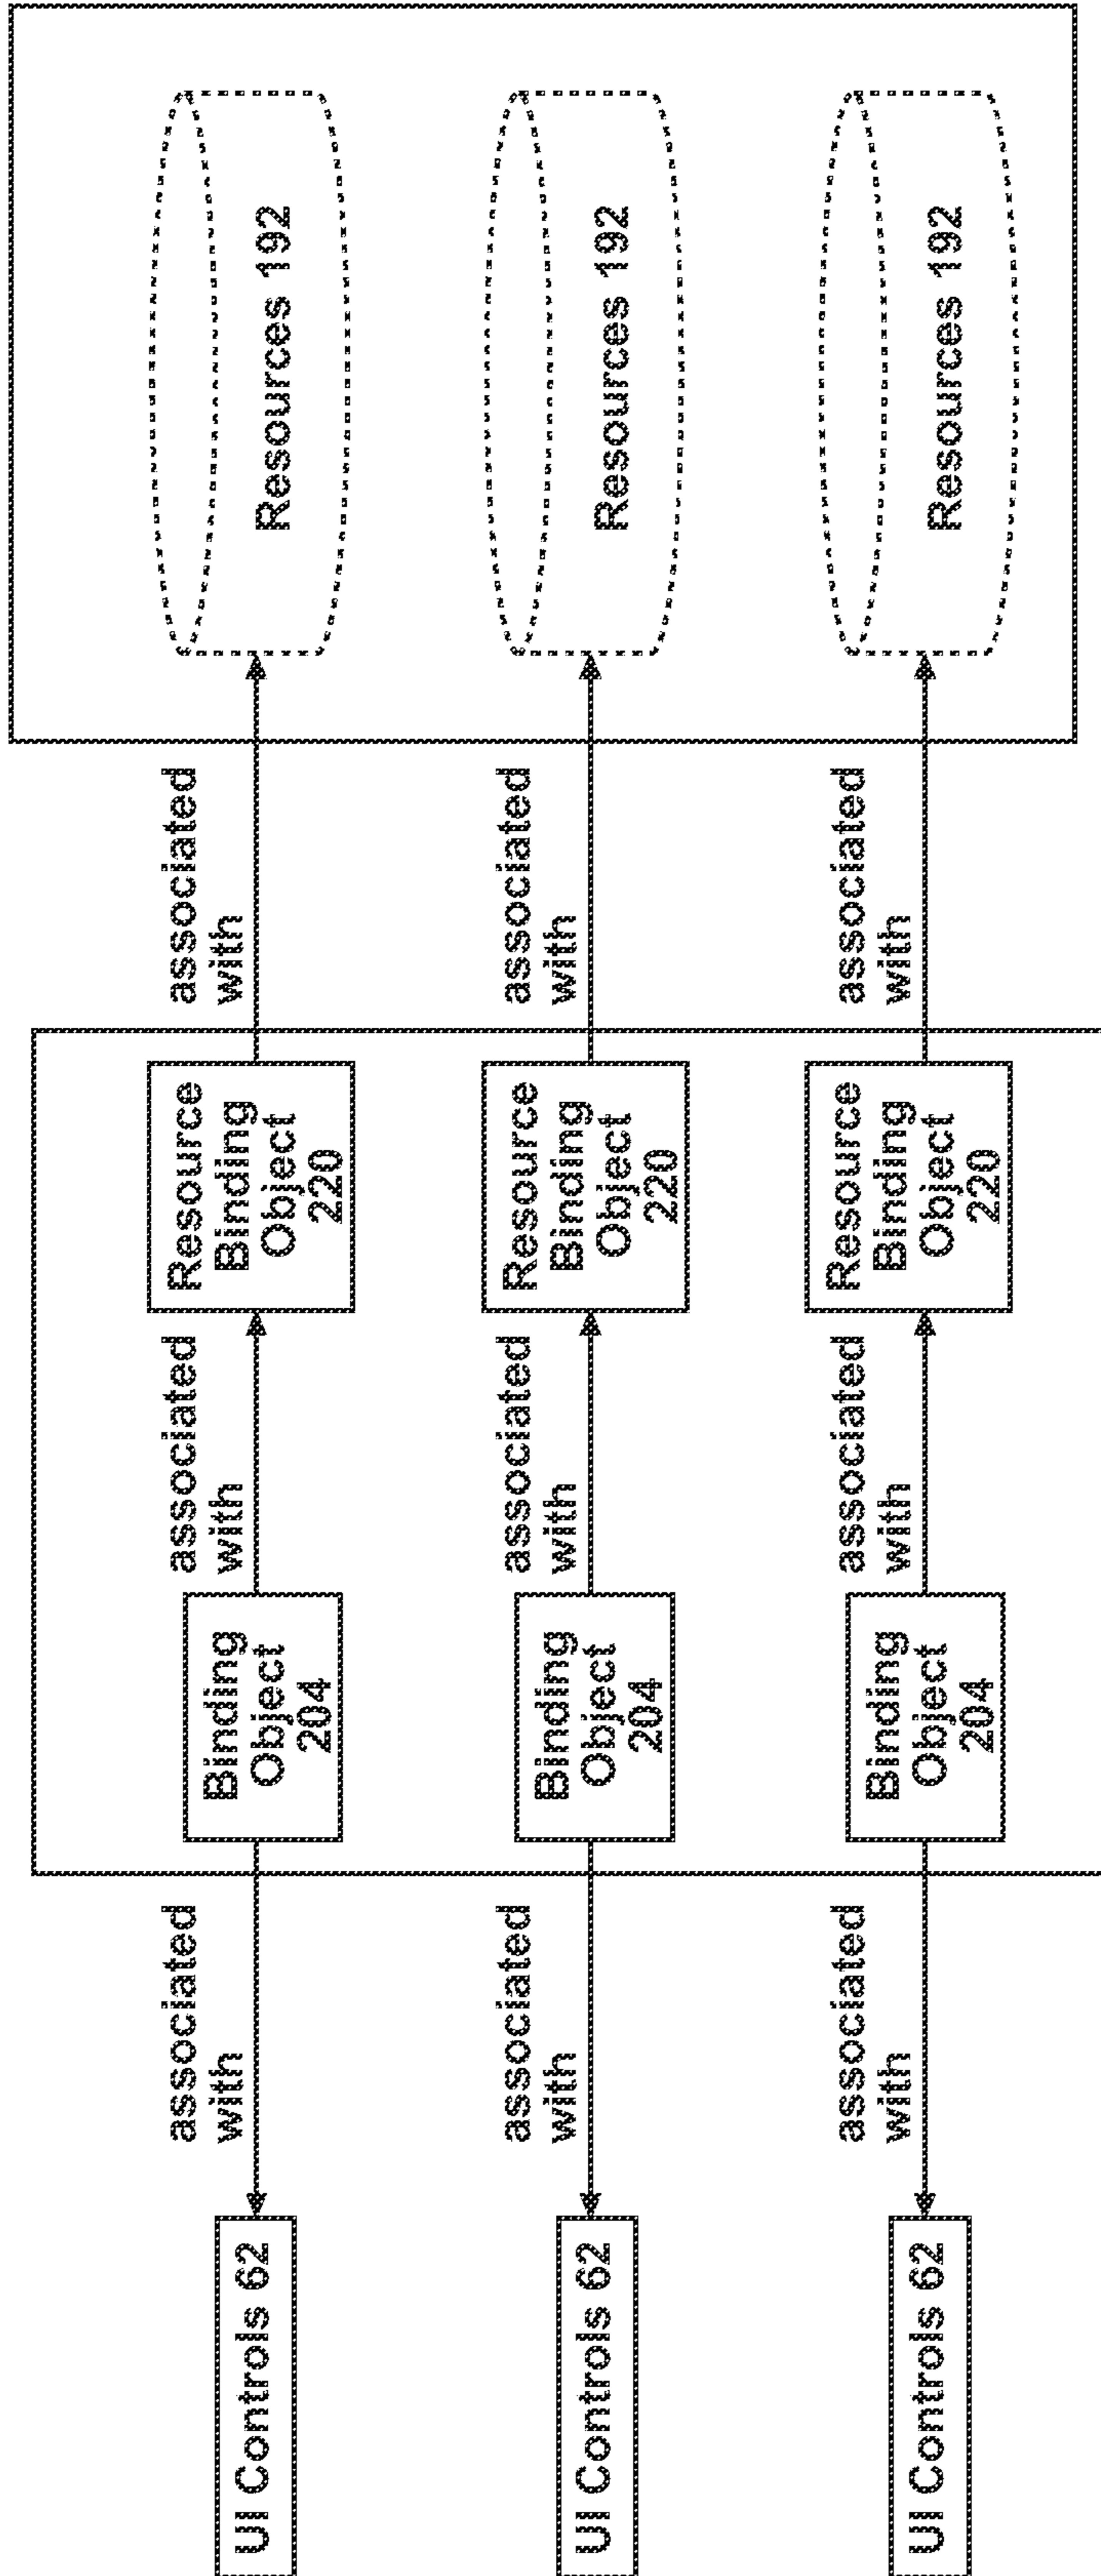 UI Controls 62
associated
with
Binding
Object
204
associated
with
Resource
Binding
Object
220
associated
with
Resources 192
UI Controls 62
associated
with
Binding
Object
204
associated
with
Resource
Binding
Object
220
associated
with
Resources 192
UI Controls 62
associated
with
Binding
Object
204
associated
with
Resource
Binding
Object
220
associated
with
Resources 192